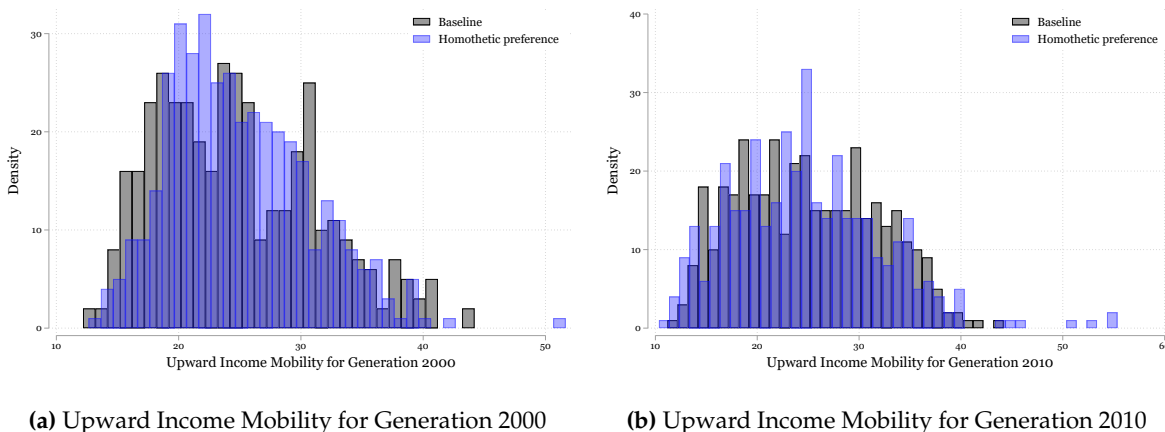 Baseline
Homothetic preference
Density
30
20
10
0
10
20
30
40
50
Upward Income Mobility for Generation 2000
(a) Upward Income Mobility for Generation 2000
Baseline
Homothetic preference
Density
40
30
20
10
0
10
20
30
40
50
6
Upward Income Mobility for Generation 2010
(b) Upward Income Mobility for Generation 2010